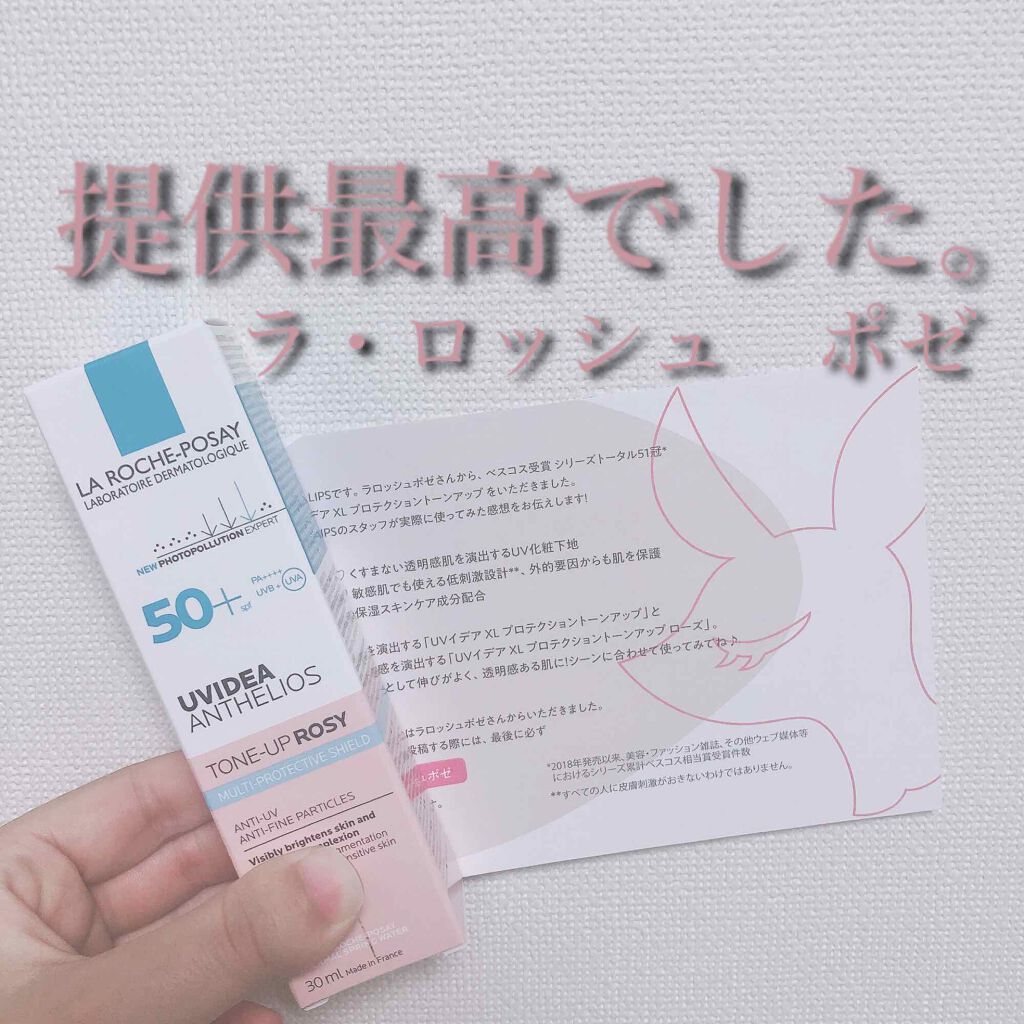 提供最高でした。
ラ・ロッシュ ポゼ
LA ROCHE-POSAY
LABORATOIRE DERMATOLOGIQUE
NEW PHOTOPOLLUTION EXPERT
50+ spf
PA++++
UVB + UVA
UVIDEA
ANTHELIOS
TONE-UP ROSY
MULTI-PROTECTIVE SHIELD
ANTI-UV
ANTI-FINE PARTICLES
Visibly brightens skin and
30 ml Made in France
LIPSです。ラロッシュポゼさんから、ベスコス受賞 シリーズトータル51冠*
デア XL プロテクショントーンアップ をいただきました。
のスタッフが実際に使ってみた感想をお伝えします!
くすまない透明感肌を演出するUV化粧下地
敏感肌でも使える低刺激設計**、外的要因からも肌を保護
保湿スキンケア成分配合
を演出する「UVイデア XL プロテクショントーンアップ」と
感を演出する「UVイデア XL プロテクショントーンアップ ローズ」。
として伸びがよく、透明感ある肌に!シーンに合わせて使ってみてね♪
はラロッシュポゼさんからいただきました。
投稿する際には、最後に必ず
ュポゼ
*2018年発売以来、美容・ファッション雑誌、その他ウェブ媒体等
におけるシリーズ累計ベスコス相当賞受賞件数
**すべての人に皮膚刺激がおきないわけではありません。